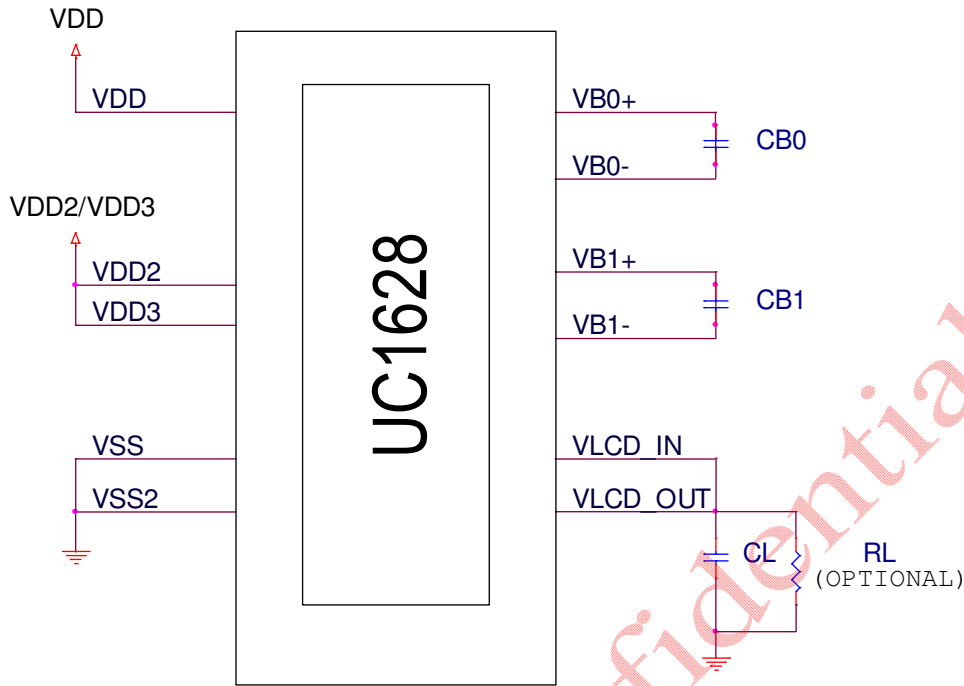 VDD
VDD
VDD2/VDD3
VDD2
VDD3
VSS
VSS2
UC1628
VB0+
VB0-
CB0
VB1+
VB1-
CB1
VLCD_IN
VLCD_OUT
CL
RL
(OPTIONAL)
fidential